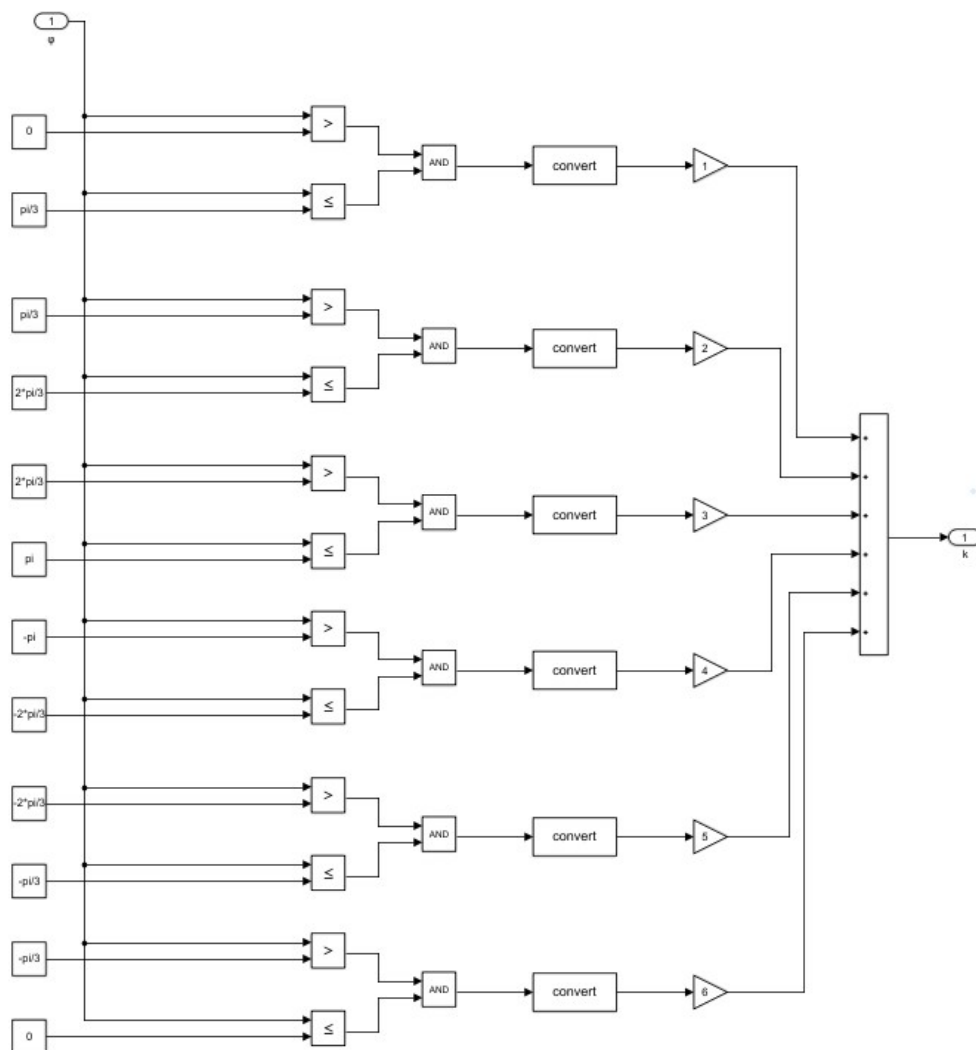 1
φ
0
>
AND
convert
1
pi/3
≤
pi/3
>
AND
convert
2
2*pi/3
≤
+
2*pi/3
>
+
AND
convert
3
+
pi
≤
1
k
+
-pi
>
+
AND
convert
4
+
-2*pi/3
≤
-2*pi/3
>
AND
convert
5
-pi/3
≤
-pi/3
>
AND
convert
6
0
≤